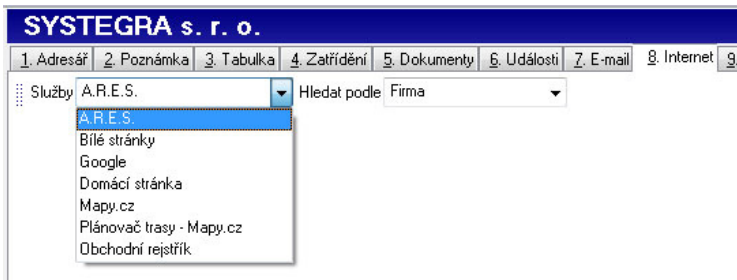 SYSTEGRA s. r. o.
1. Adresář 2. Poznámka 3. Tabulka 4. Zatřídění 5. Dokumenty 6. Události 7. E-mail 8. Internet 9.
Služby A.R.E.S. Hledat podle Firma
A.R.E.S.
Bílé stránky
Google
Domácí stránka
Mapy.cz
Plánovač trasy - Mapy.cz
Obchodní rejstřík